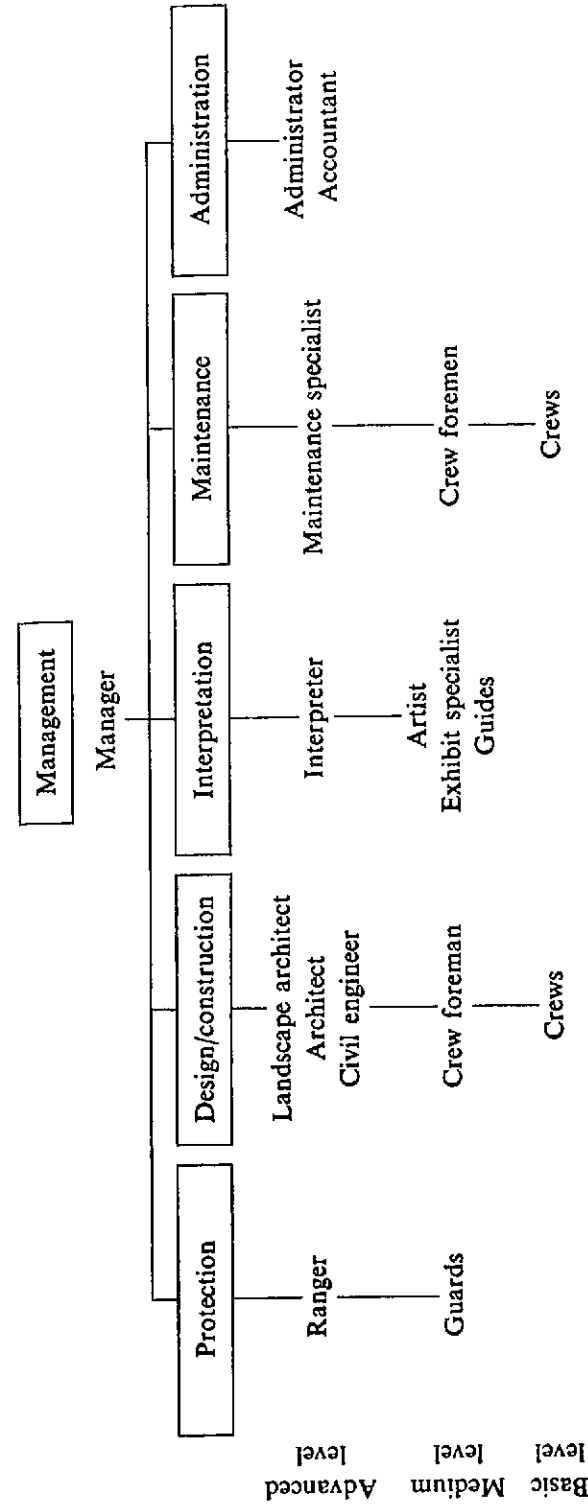 Management
Manager
Protection
Design/construction
Interpretation
Maintenance
Administration
Advanced
level
Ranger
Landscape architect
Architect
Civil engineer
Interpreter
Maintenance specialist
Administrator
Accountant
Medium
level
Guards
Crew foreman
Artist
Exhibit specialist
Guides
Crew foremen
Basic
level
Crews
Crews